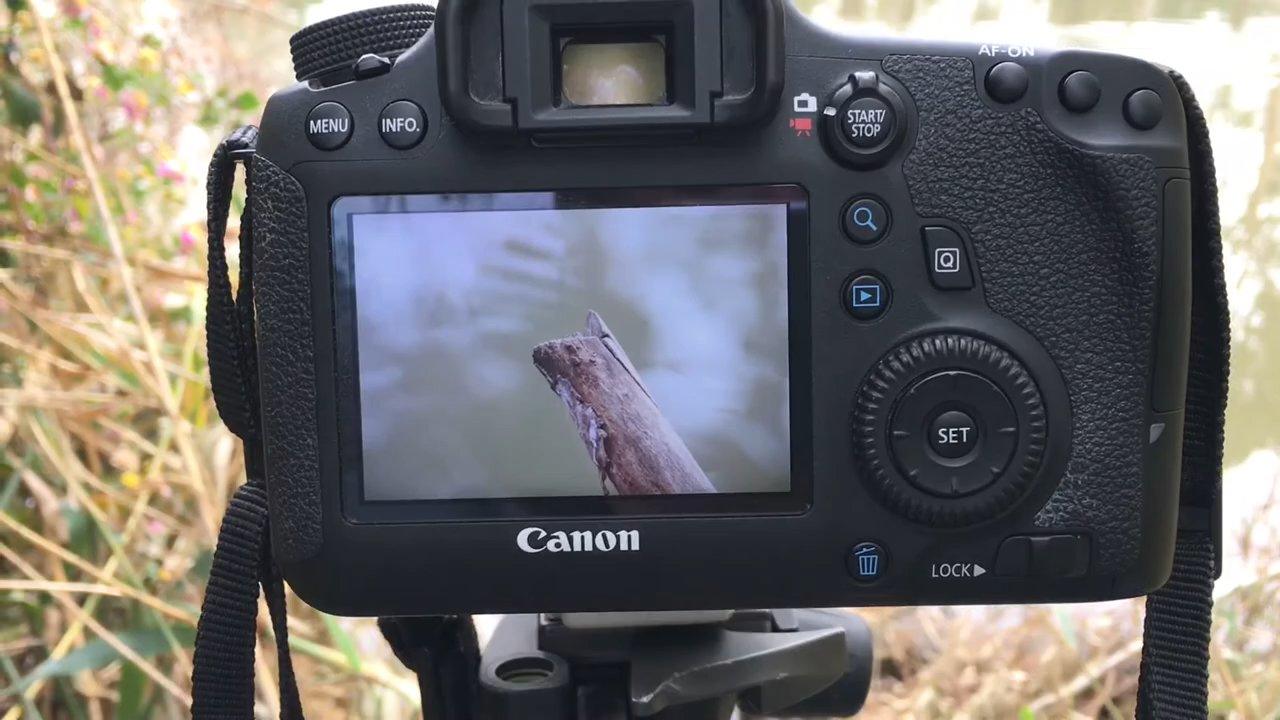 AF-ON
MENU
INFO.
START/
STOP
Q
SET
Canon
LOCK